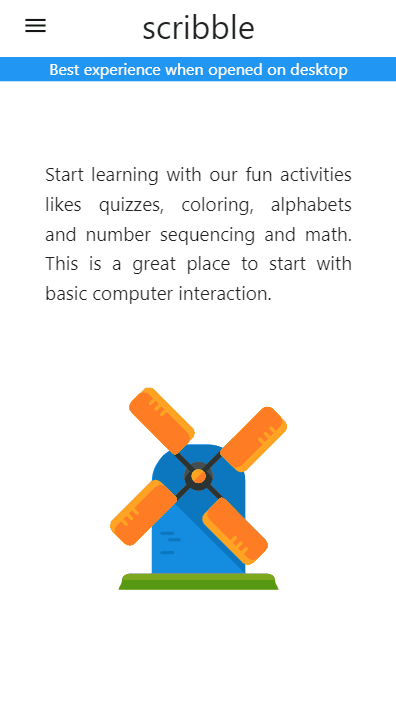 scribble
Best experience when opened on desktop
Start learning with our fun activities
likes quizzes, coloring, alphabets
and number sequencing and math.
This is a great place to start with
basic computer interaction.